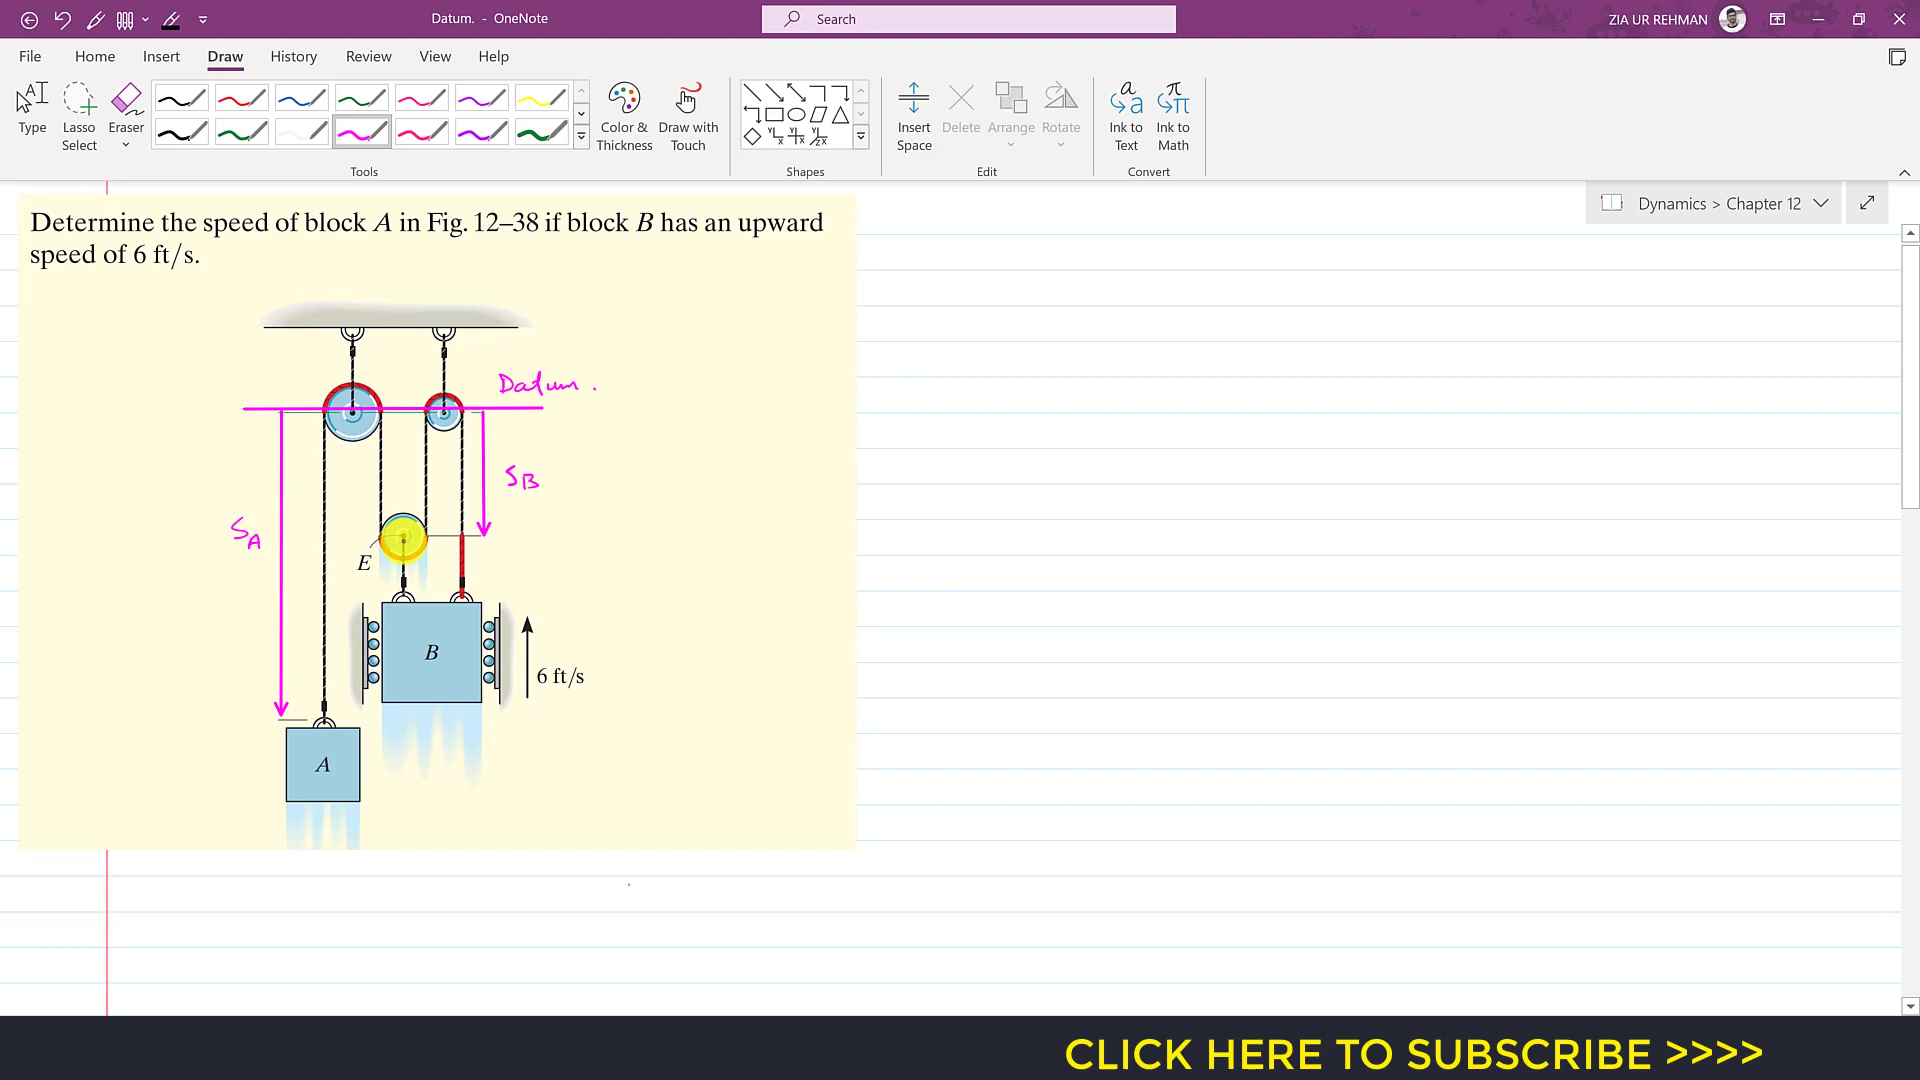 Datum. - OneNote
Search
ZIA UR REHMAN
File Home Insert Draw History Review View Help
Type
Lasso Select
Eraser
Color & Thickness
Draw with Touch
Insert Space
Delete
Arrange
Rotate
Ink to Text
Ink to Math
Tools
Shapes
Edit
Convert
Dynamics > Chapter 12
Determine the speed of block A in Fig. 12–38 if block B has an upward
speed of 6 ft/s.
Datum.
SB
SA
E
B
6 ft/s
A
CLICK HERE TO SUBSCRIBE >>>>